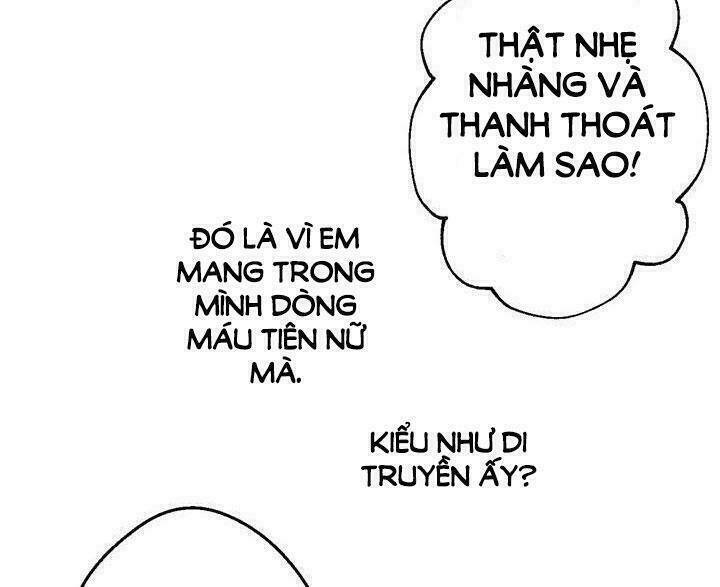 THẬT NHẸ
NHÀNG VÀ
THANH THOÁT
LÀM SAO!
ĐÓ LÀ VÌ EM
MANG TRONG
MÌNH DÒNG
MÁU TIÊN NỮ
MÀ.
KIỂU NHƯ DI
TRUYỀN ẤY?